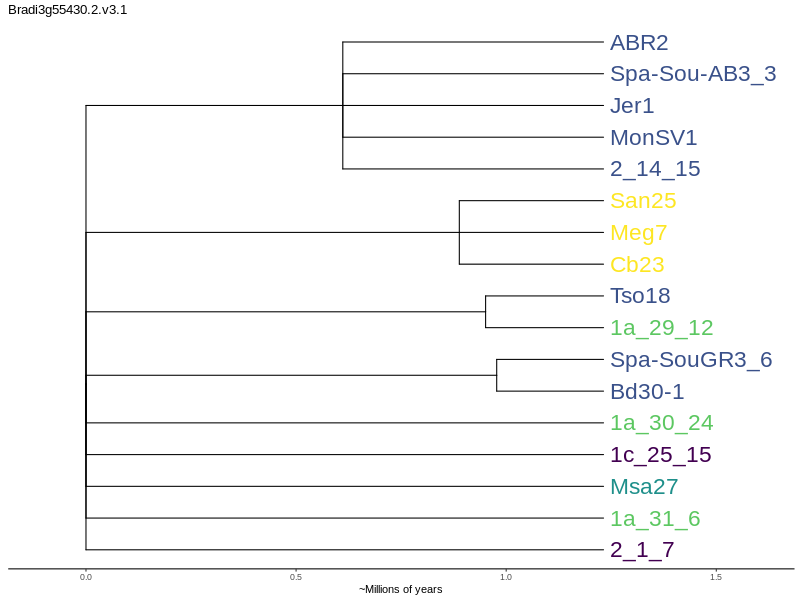 Bradi3g55430.2.v3.1
ABR2
Spa-Sou-AB3_3
Jer1
MonSV1
2_14_15
San25
Meg7
Cb23
Tso18
1a_29_12
Spa-SouGR3_6
Bd30-1
1a_30_24
1c_25_15
Msa27
1a_31_6
2_1_7
0.0 0.5 1.0 1.5
~Millions of years